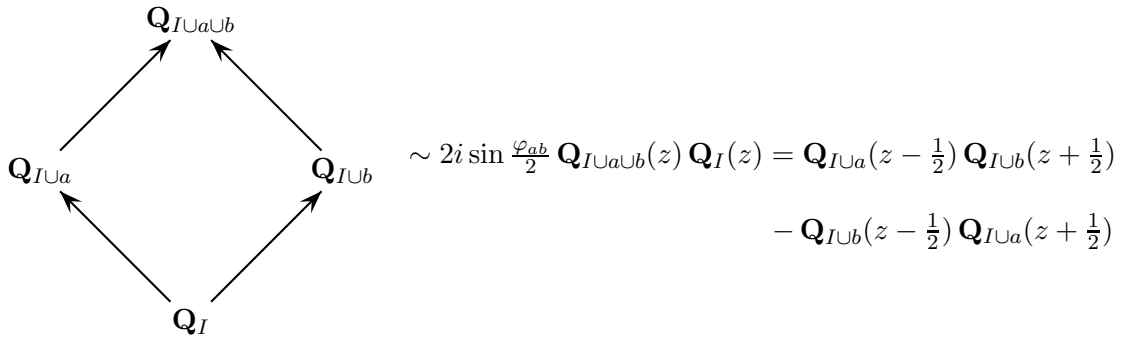 𝐐_{I∪a∪b}
𝐐_{I∪a} 𝐐_{I∪b} ∼ 2i sin φ_{ab}/2 𝐐_{I∪a∪b}(z) 𝐐_I(z) = 𝐐_{I∪a}(z − 1/2) 𝐐_{I∪b}(z + 1/2)
− 𝐐_{I∪b}(z − 1/2) 𝐐_{I∪a}(z + 1/2)
𝐐_I